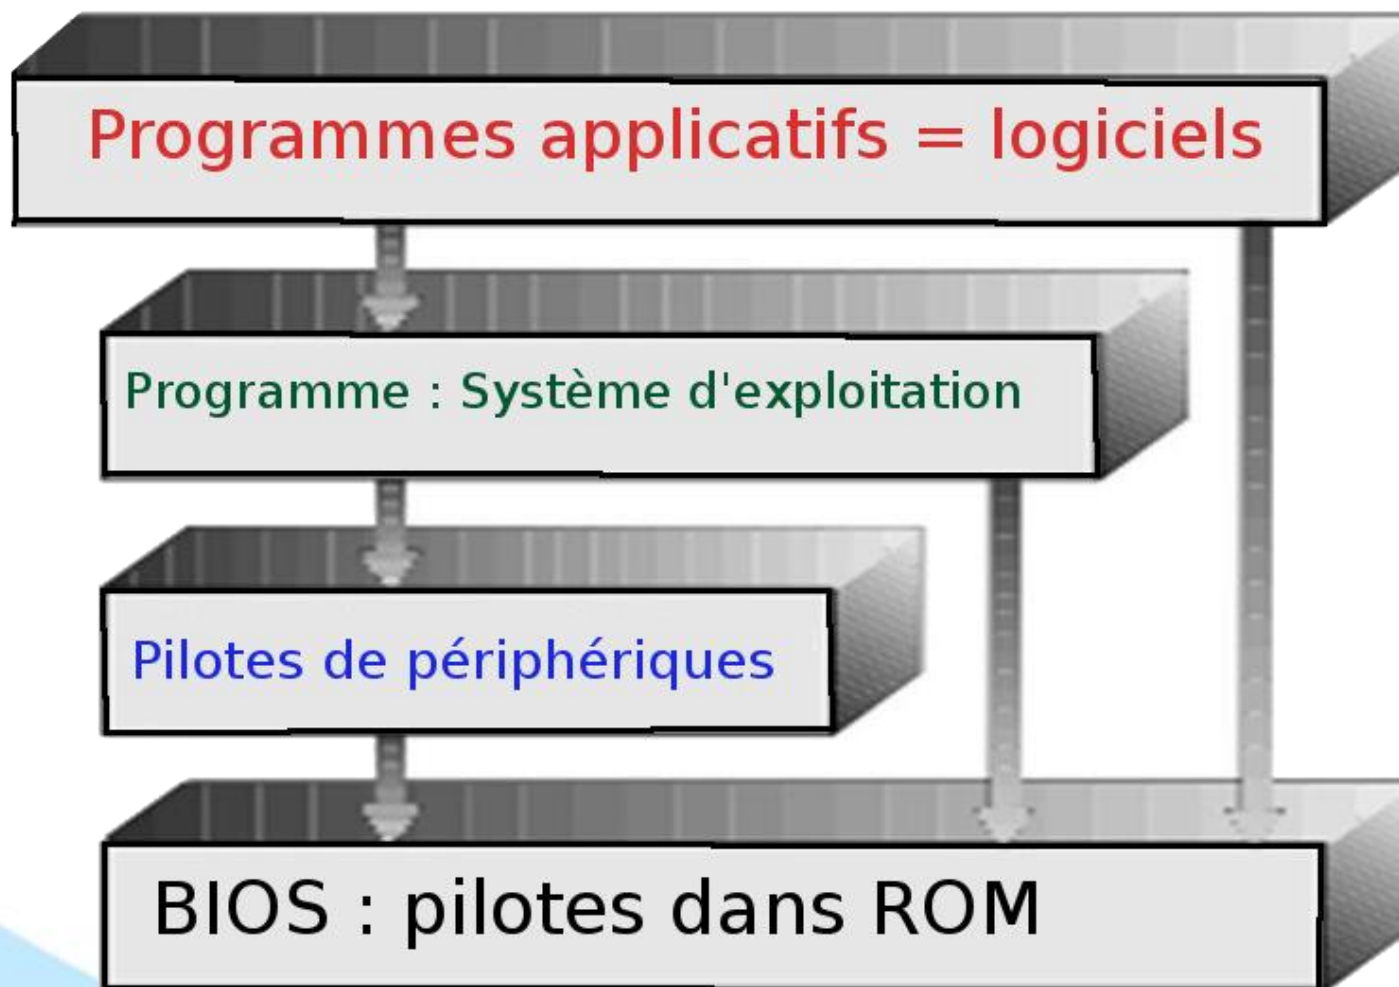 Programmes applicatifs = logiciels
Programme : Système d'exploitation
Pilotes de périphériques
BIOS : pilotes dans ROM